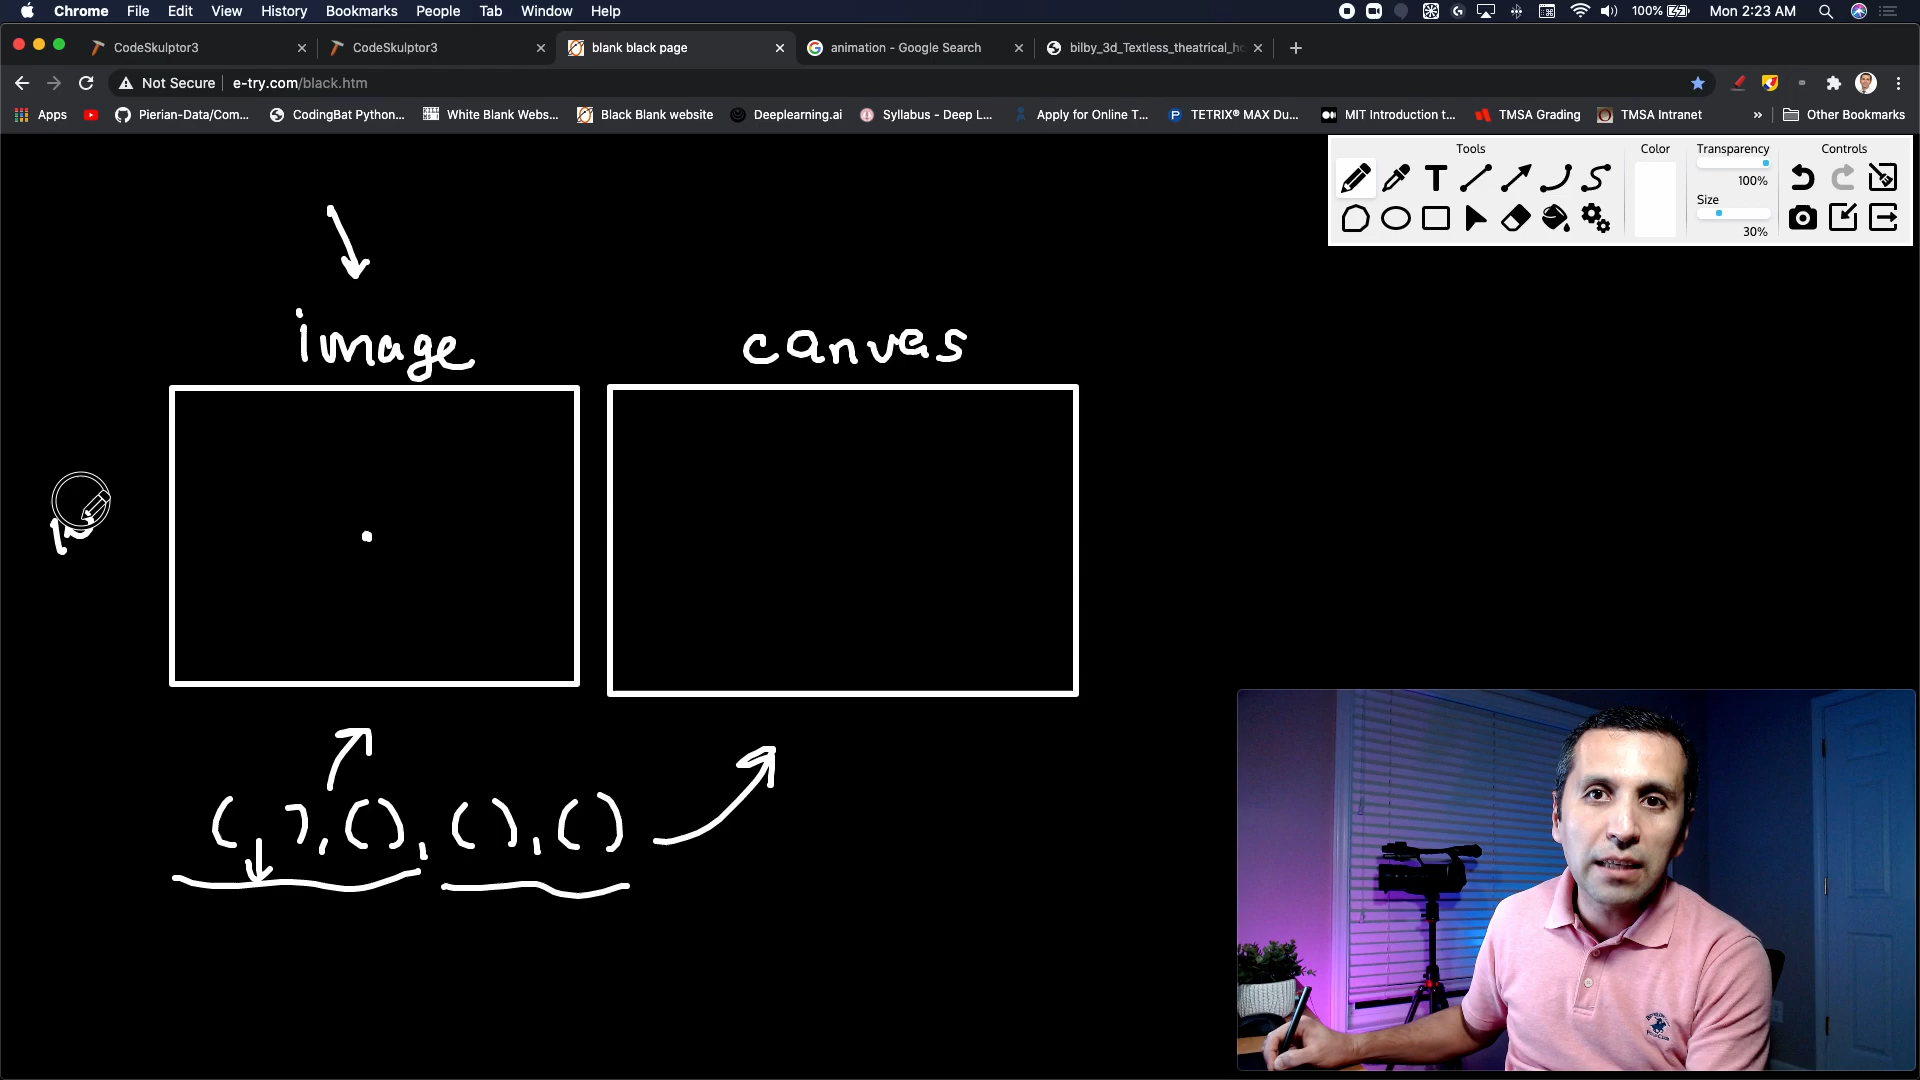 Chrome File Edit View History Bookmarks People Tab Window Help 100% Mon 2:23 AM
CodeSkulptor3 CodeSkulptor3 blank black page animation - Google Search bilby_3d_Textless_theatrical_h
Not Secure e-try.com/black.htm
Apps Pierian-Data/Com... CodingBat Python... White Blank Webs... Black Blank website Deeplearning.ai Syllabus - Deep L... Apply for Online T... TETRIX® MAX Du... MIT Introduction t... TMSA Grading TMSA Intranet » Other Bookmarks
Tools Color Transparency Controls
100%
Size
30%
image canvas
( , ), ( ), ( ), ( )